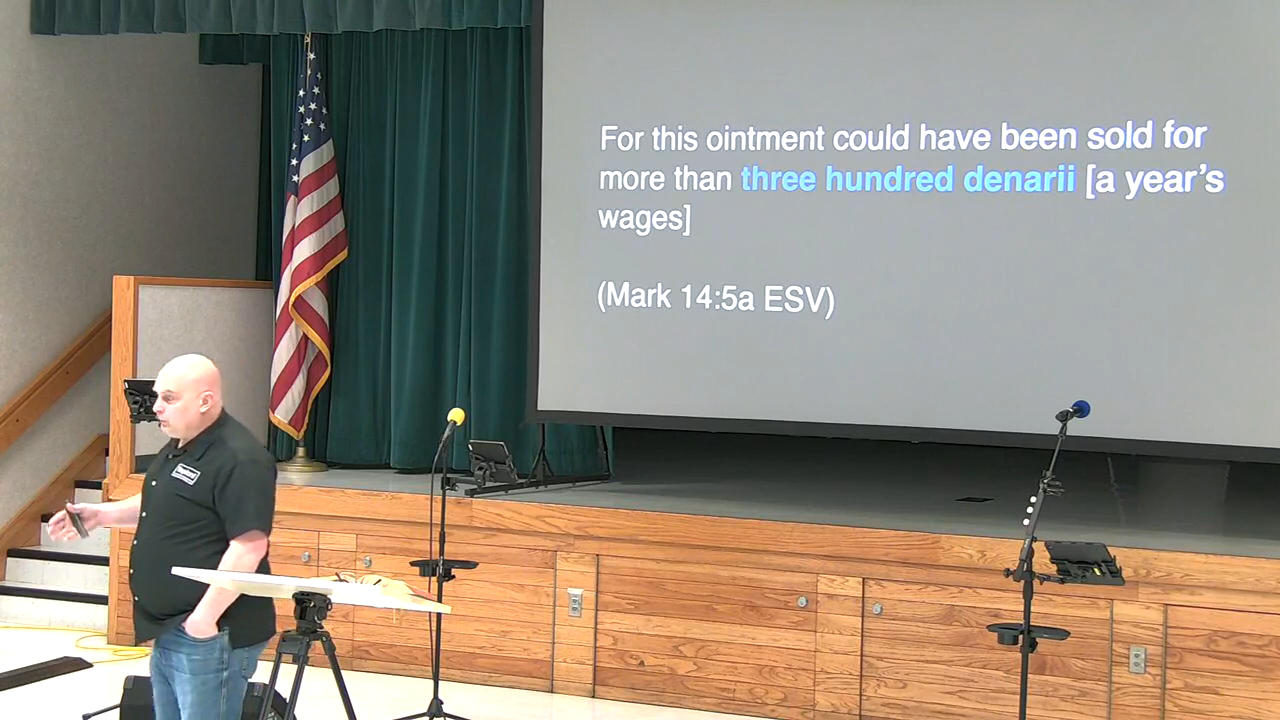 For this ointment could have been sold for
more than three hundred denarii [a year's
wages]
(Mark 14:5a ESV)